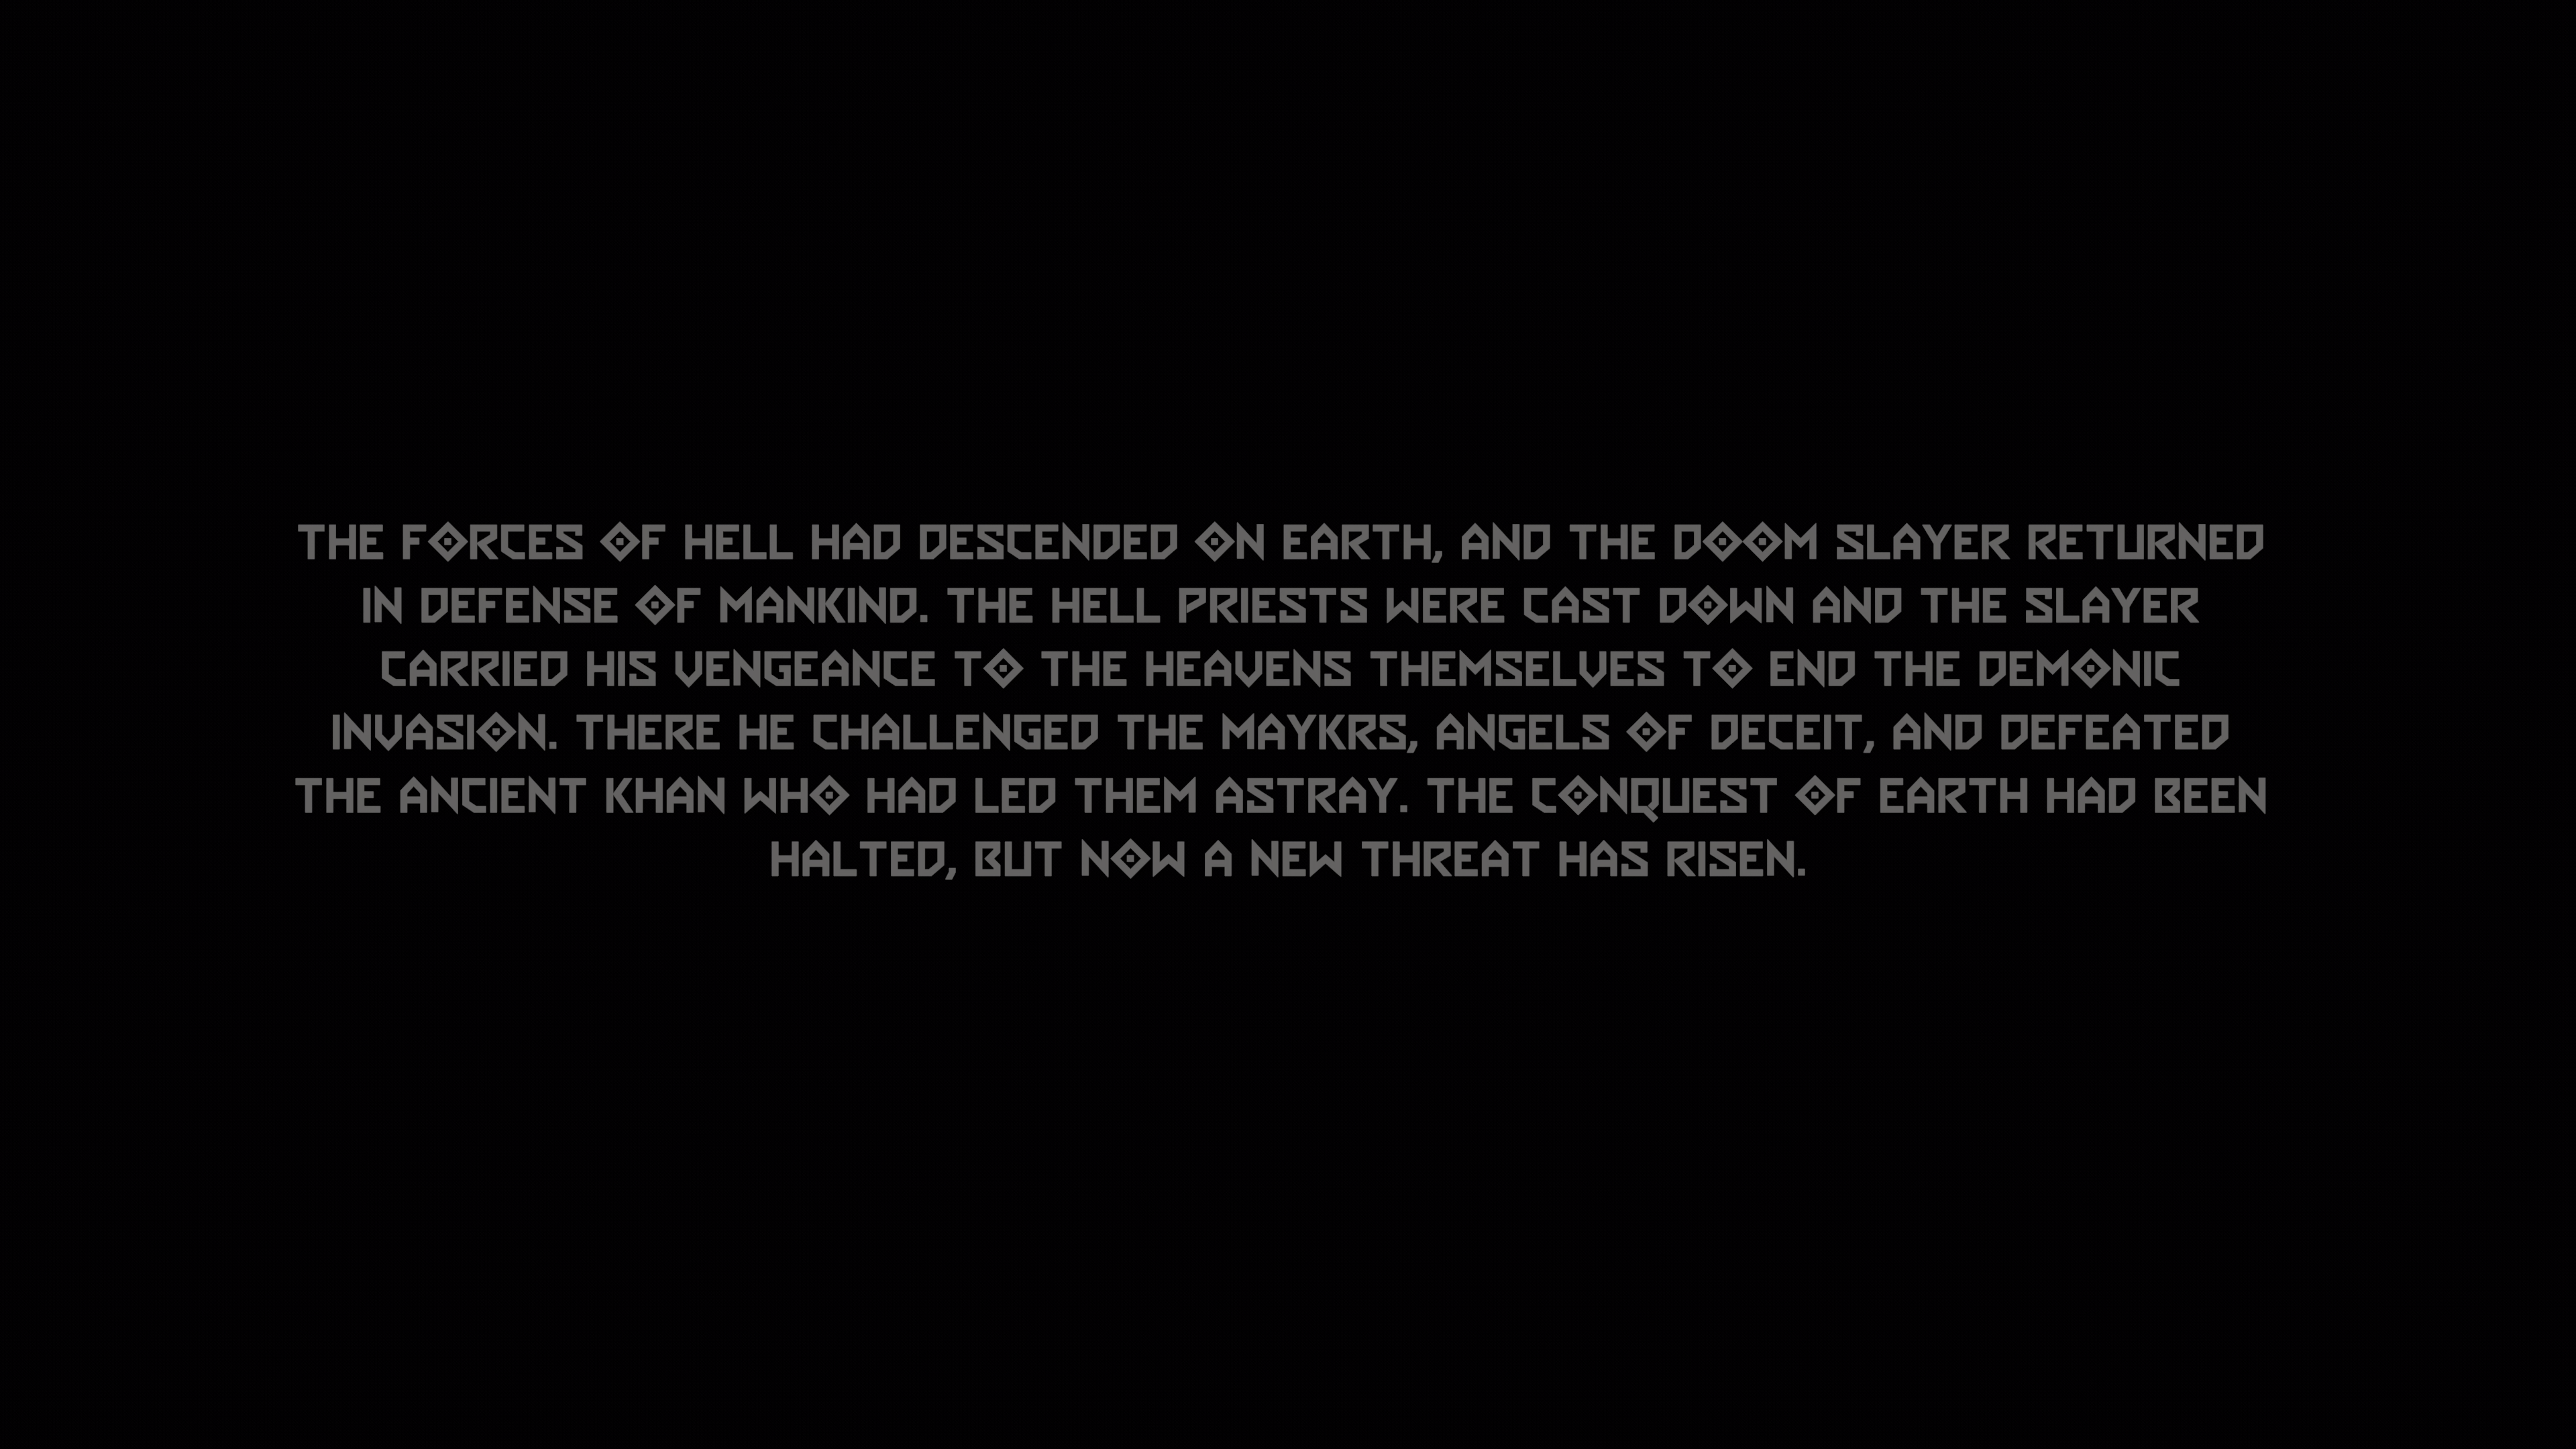 THE FORCES OF HELL HAD DESCENDED ON EARTH, AND THE DOOM SLAYER RETURNED
IN DEFENSE OF MANKIND. THE HELL PRIESTS WERE CAST DOWN AND THE SLAYER
CARRIED HIS VENGEANCE TO THE HEAVENS THEMSELVES TO END THE DEMONIC
INVASION. THERE HE CHALLENGED THE MAYKRS, ANGELS OF DECEIT, AND DEFEATED
THE ANCIENT KHAN WHO HAD LED THEM ASTRAY. THE CONQUEST OF EARTH HAD BEEN
HALTED, BUT NOW A NEW THREAT HAS RISEN.